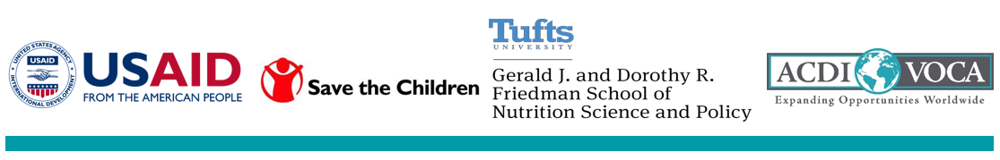 UNITED STATES AGENCY
USAID
INTERNATIONAL DEVELOPMENT
USAID
FROM THE AMERICAN PEOPLE
Save the Children
Tufts
UNIVERSITY
Gerald J. and Dorothy R.
Friedman School of
Nutrition Science and Policy
ACDI VOCA
Expanding Opportunities Worldwide